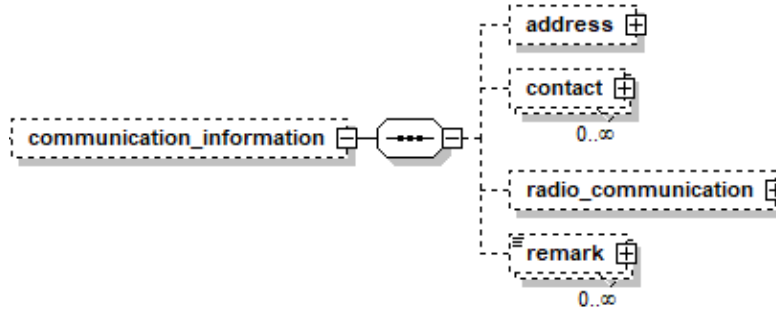 address
contact
0..∞
communication_information
radio_communication
remark
0..∞